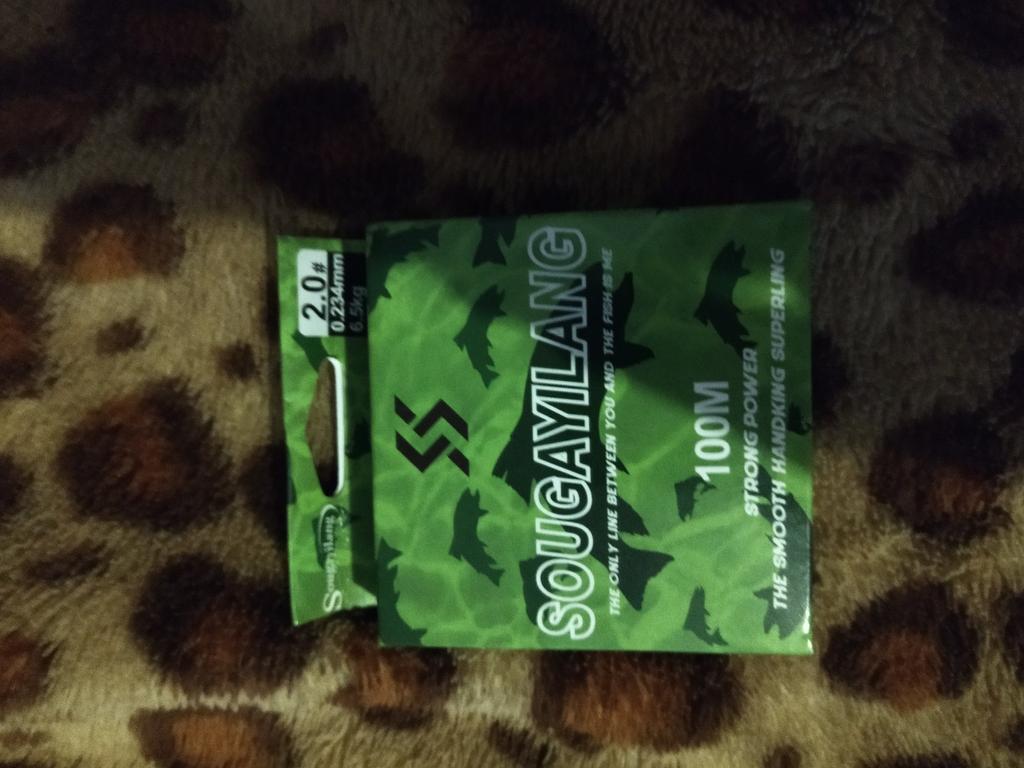 2.0#
0.234mm
6.5kg
Sougayilang
SOUGAYILANG
THE ONLY LINE BETWEEN YOU AND THE FISH IS ME
100M
STRONG POWER
THE SMOOTH HANDKING SUPERLING